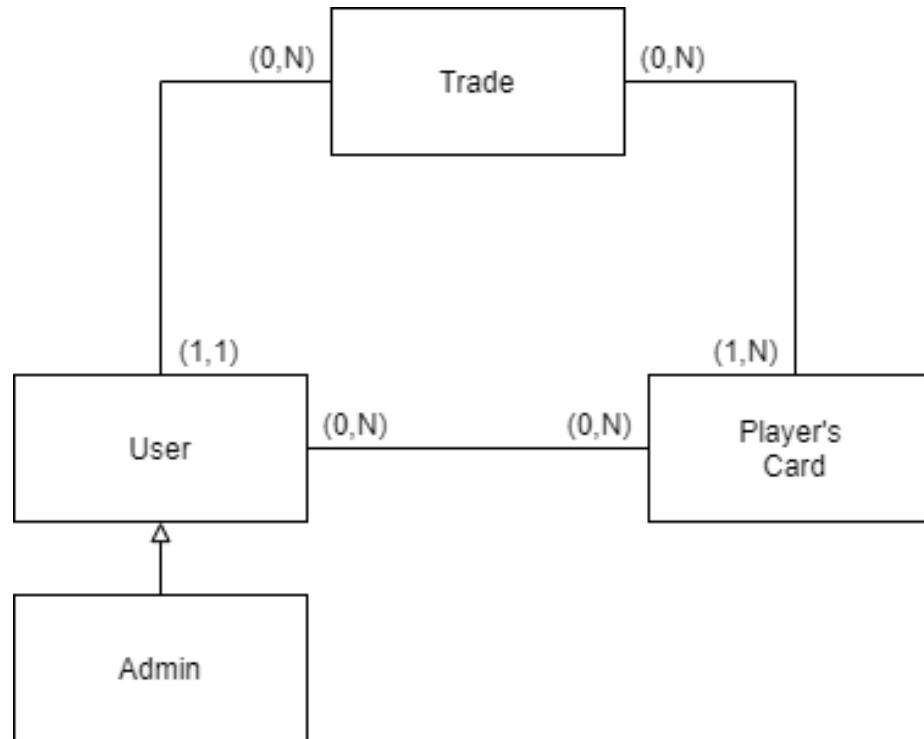 (0,N)
Trade
(0,N)
(1,1)
(1,N)
User
(0,N)
(0,N)
Player's
Card
Admin